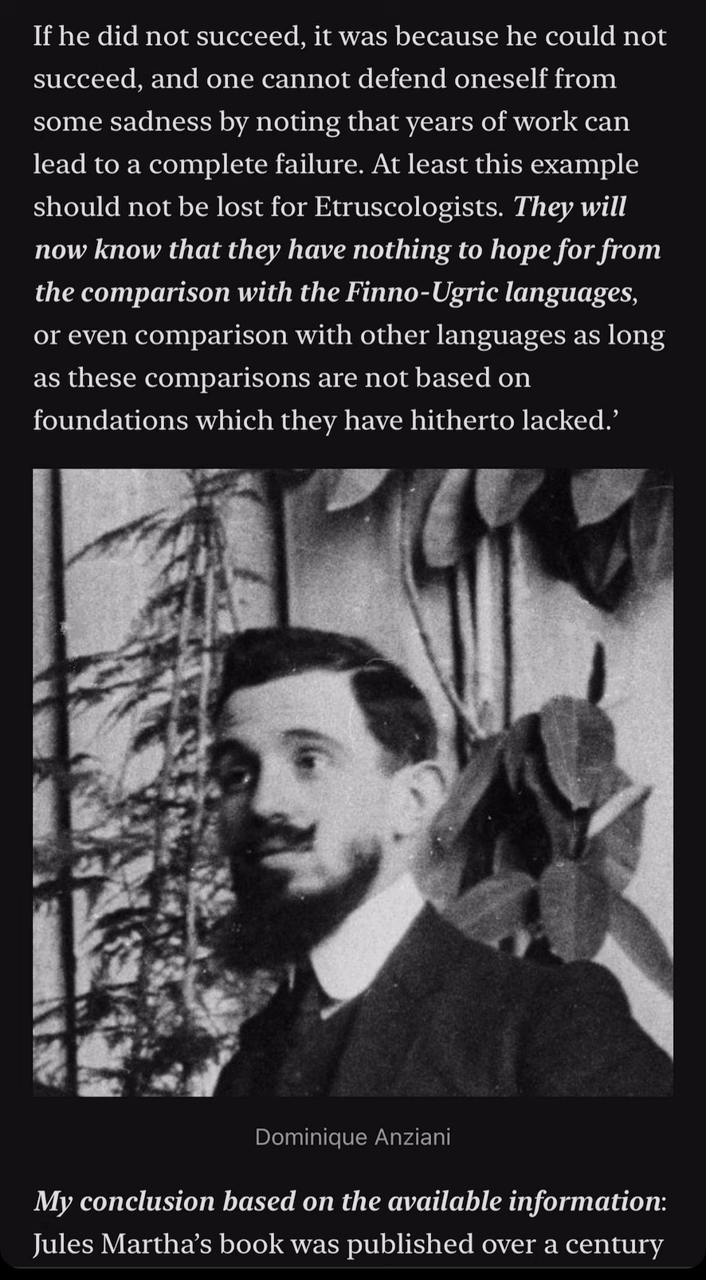 If he did not succeed, it was because he could not
succeed, and one cannot defend oneself from
some sadness by noting that years of work can
lead to a complete failure. At least this example
should not be lost for Etruscologists. They will
now know that they have nothing to hope for from
the comparison with the Finno-Ugric languages,
or even comparison with other languages as long
as these comparisons are not based on
foundations which they have hitherto lacked.’
Dominique Anziani
My conclusion based on the available information:
Jules Martha’s book was published over a century